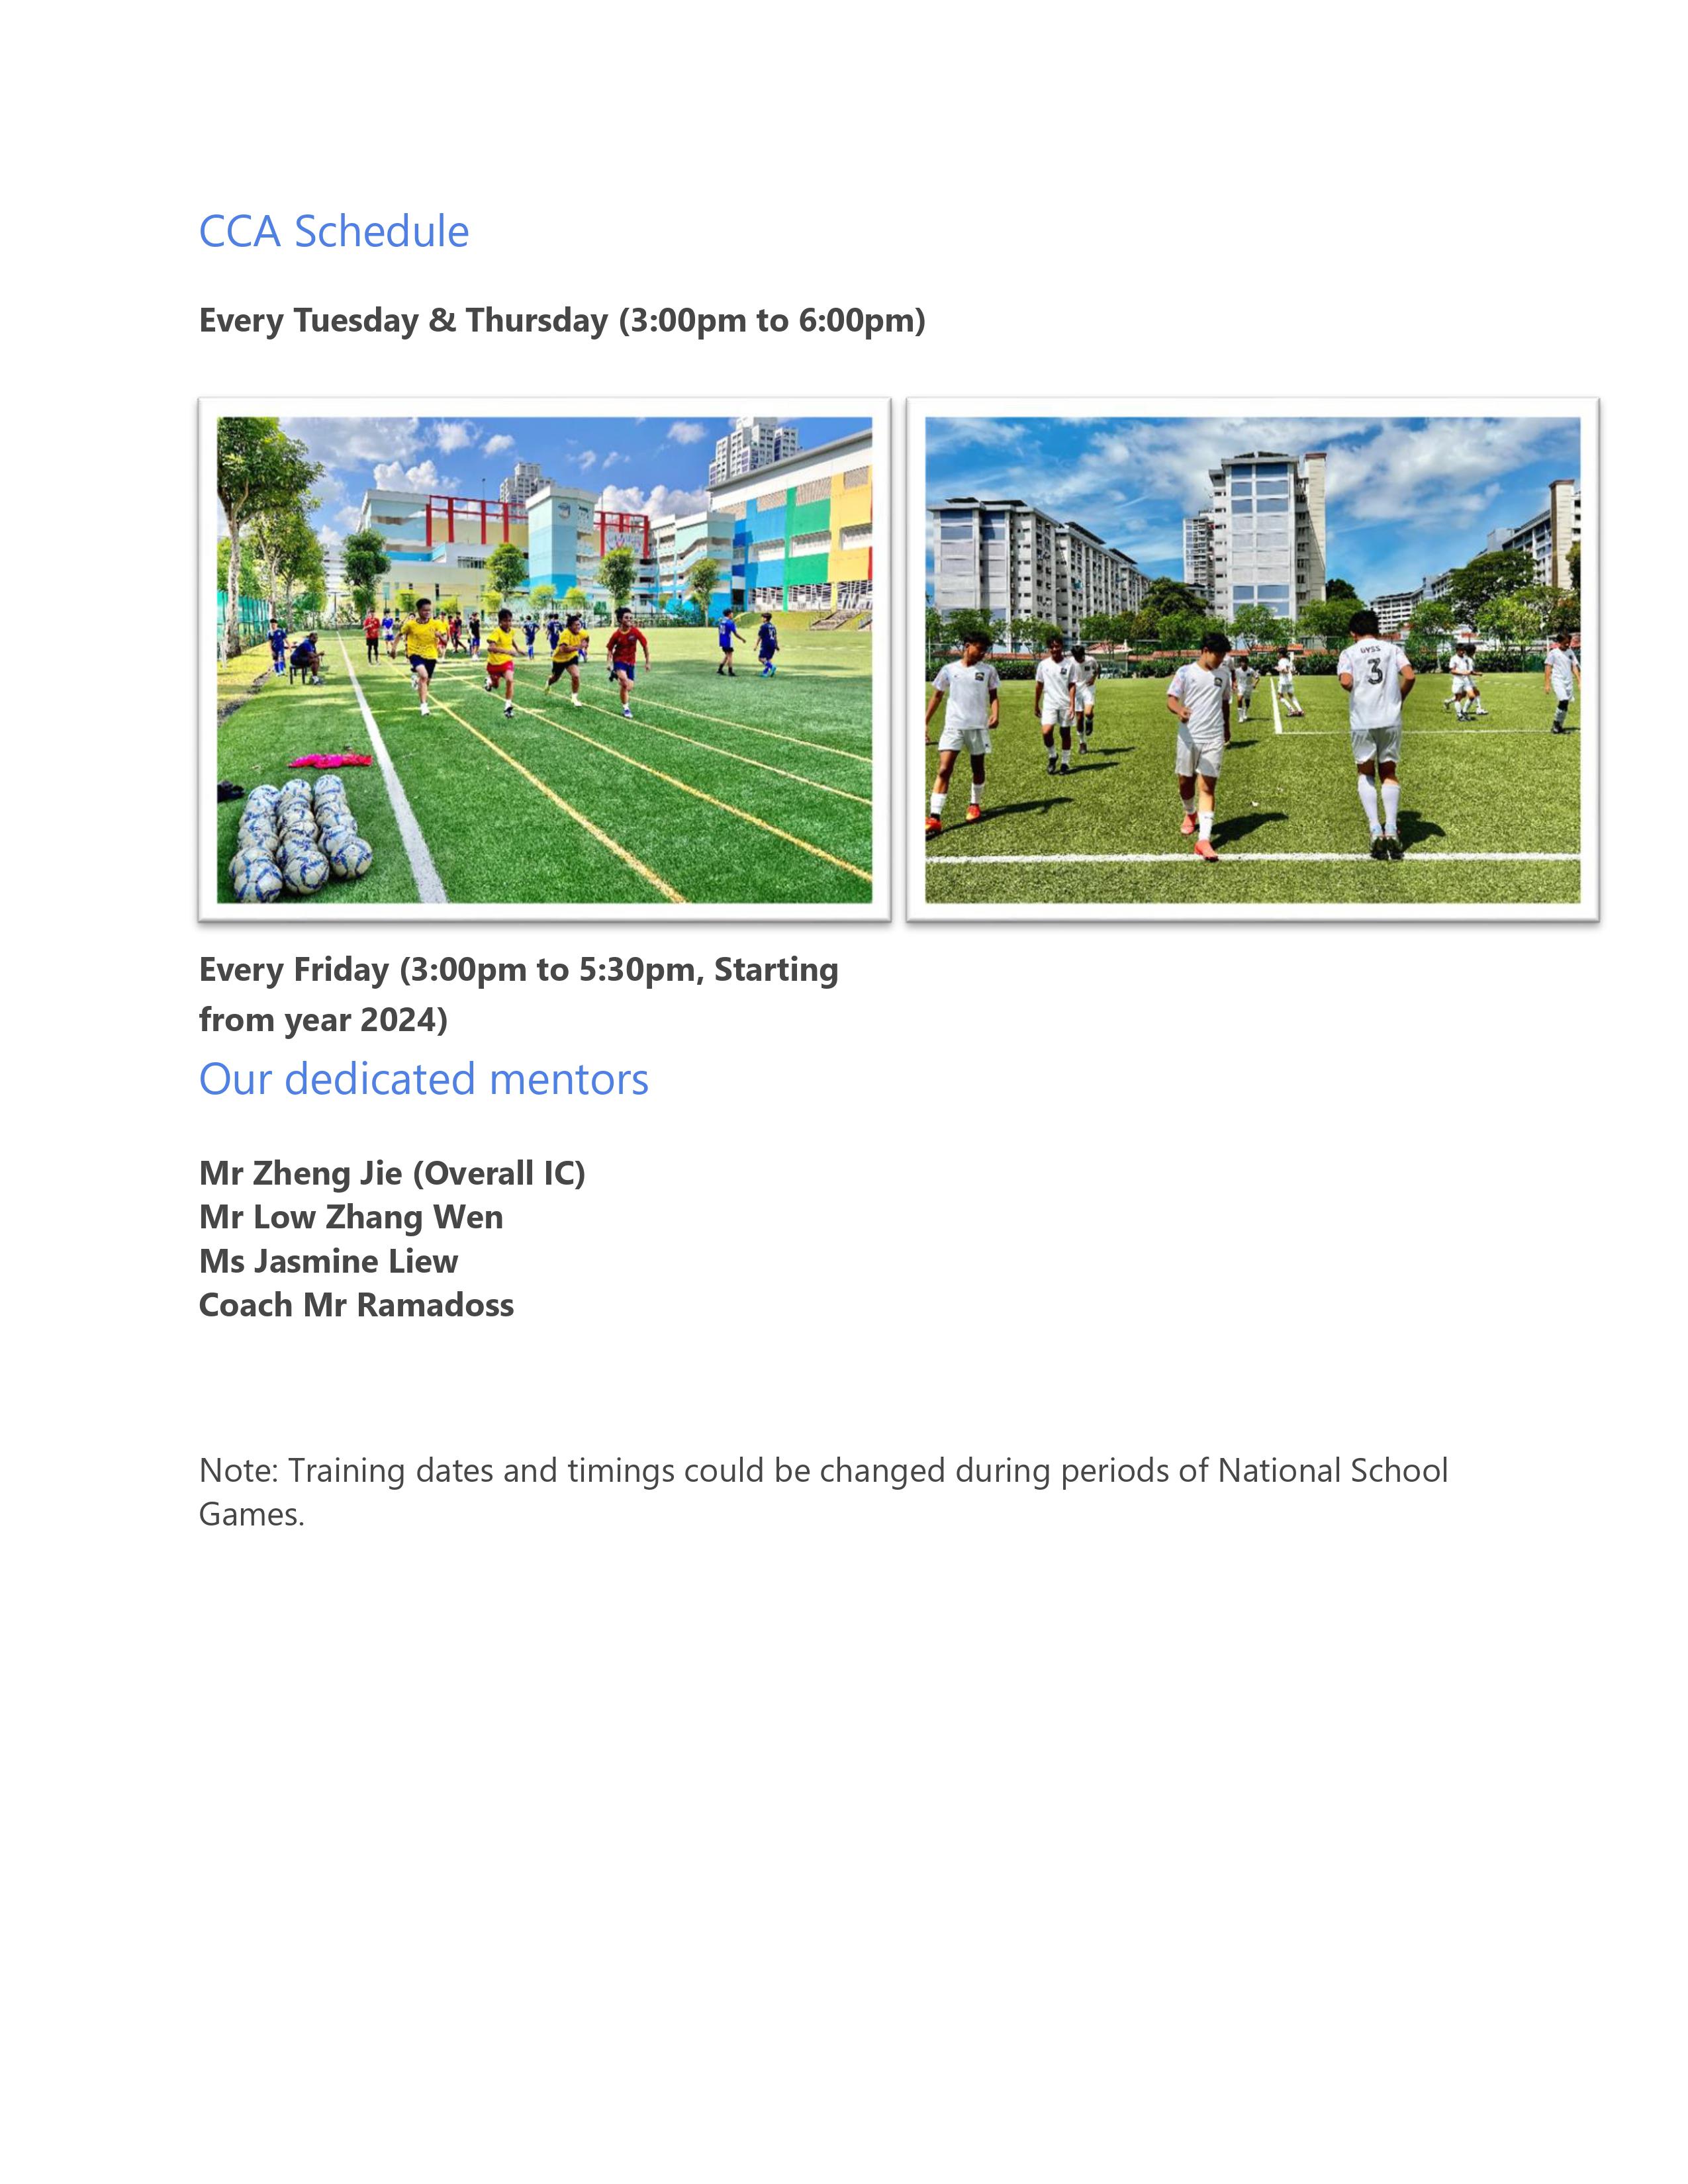 CCA Schedule
Every Tuesday & Thursday (3:00pm to 6:00pm)
GYSS
3
Every Friday (3:00pm to 5:30pm, Starting
from year 2024)
Our dedicated mentors
Mr Zheng Jie (Overall IC)
Mr Low Zhang Wen
Ms Jasmine Liew
Coach Mr Ramadoss
Note: Training dates and timings could be changed during periods of National School
Games.